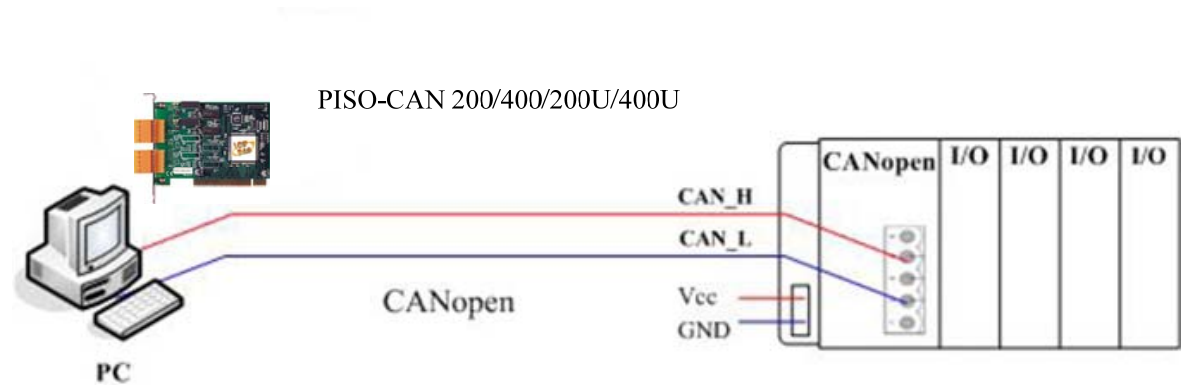 PISO-CAN 200/400/200U/400U
CANopen I/O I/O I/O I/O
CAN_H
CAN_L
CANopen
Vcc
GND
PC